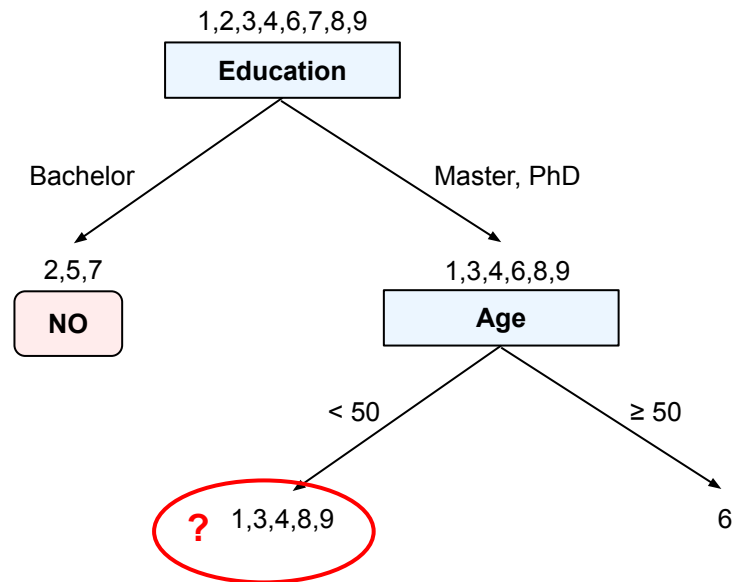 1,2,3,4,6,7,8,9
Education
Bachelor
Master, PhD
2,5,7
NO
1,3,4,6,8,9
Age
< 50
≥ 50
? 1,3,4,8,9
6